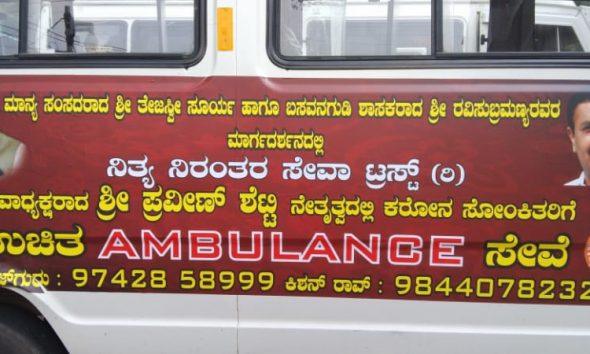 ಮಾನ್ಯ ಸಂಸದರಾದ ಶ್ರೀ ತೇಜಸ್ವೀ ಸೂರ್ಯ ಹಾಗೂ ಬಸವನಗುಡಿ ಶಾಸಕರಾದ ಶ್ರೀ ರವಿಸುಬ್ರಮಣ್ಯರವರ
ಮಾರ್ಗದರ್ಶನದಲ್ಲಿ
ನಿತ್ಯ ನಿರಂತರ ಸೇವಾ ಟ್ರಸ್ಟ್ (ರಿ)
ವಾಧ್ಯಕ್ಷರಾದ ಶ್ರೀ ಪ್ರವೀಣ್ ಶೆಟ್ಟಿ ನೇತೃತ್ವದಲ್ಲಿ ಕರೋನ ಸೋಂಕಿತರಿಗೆ
ಉಚಿತ AMBULANCE ಸೇವೆ
: 97428 58999 ಕಿಶನ್ ರಾವ್ : 9844078232